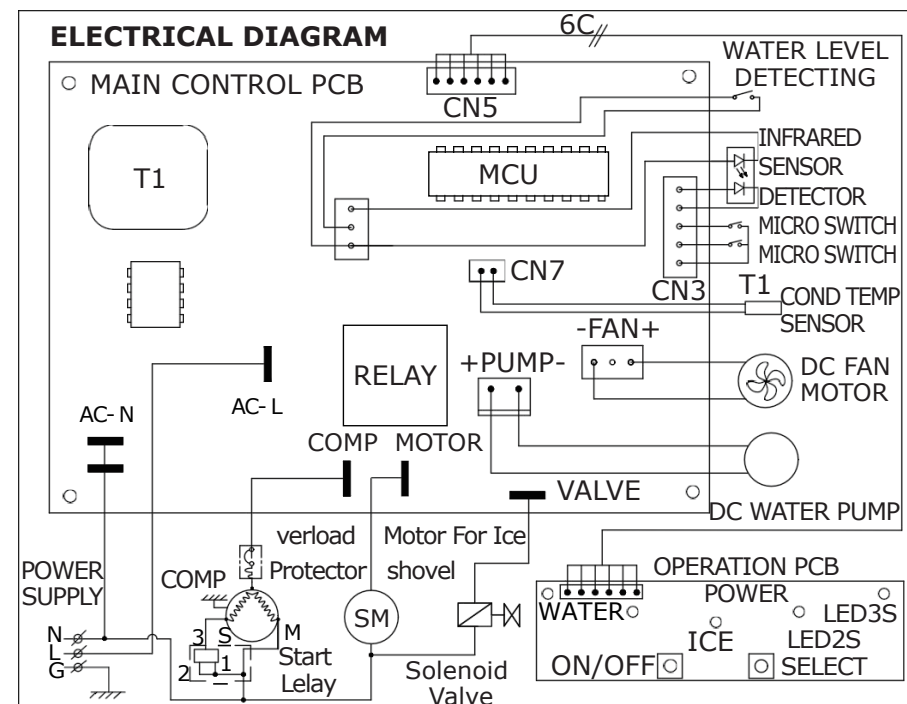 ELECTRICAL DIAGRAM
6C
WATER LEVEL
DETECTING
MAIN CONTROL PCB
CN5
INFRARED
SENSOR
T1
MCU
DETECTOR
MICRO SWITCH
MICRO SWITCH
CN7
CN3
T1
COND TEMP
SENSOR
-FAN+
RELAY
+PUMP-
DC FAN
MOTOR
AC-L
AC-N
COMP MOTOR
VALVE
DC WATER PUMP
verload
Protector
Motor For Ice
shovel
POWER
SUPPLY
COMP
OPERATION PCB
POWER
WATER
LED3S
SM
ICE
LED2S
N
L
G
3
S
M
2
1
Start
Lelay
Solenoid
Valve
ON/OFF
SELECT